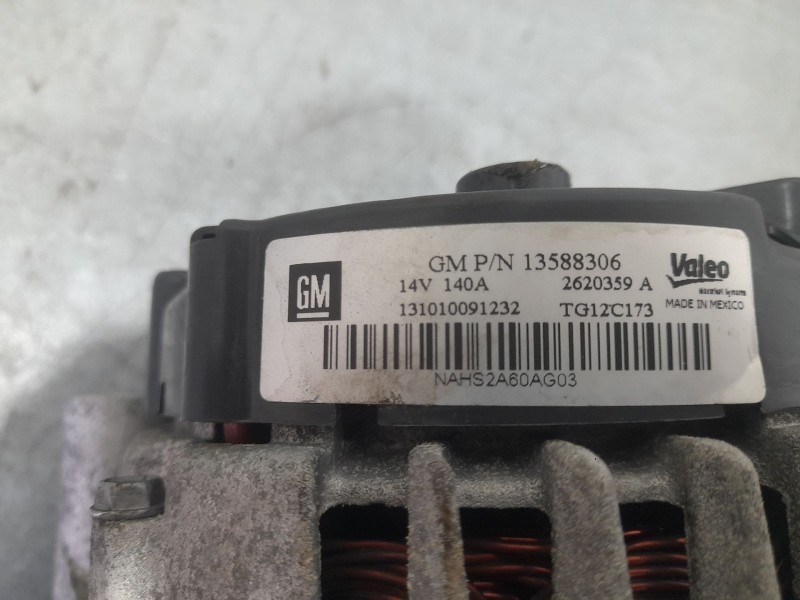 GM P/N 13588306
GM
14V 140A 2620359 A
Valeo
131010091232 TG12C173
MADE IN MEXICO
NAHS2A60AG03